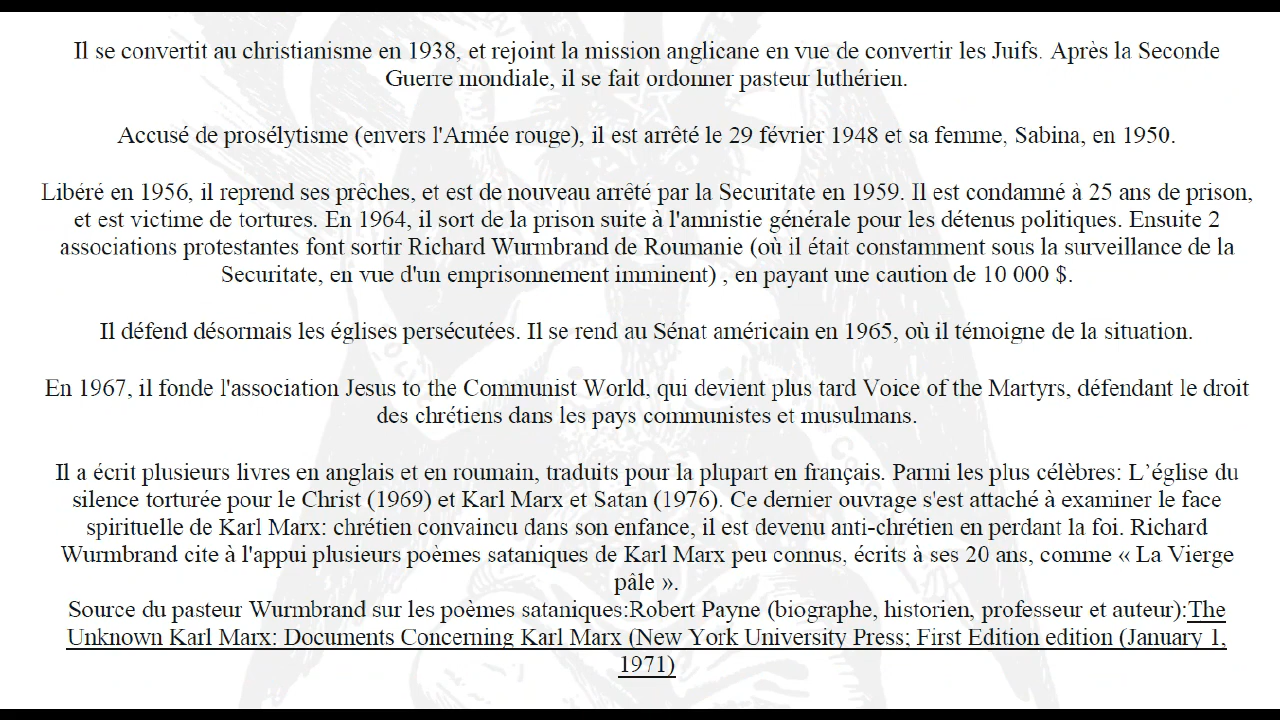 Il se convertit au christianisme en 1938, et rejoint la mission anglicane en vue de convertir les Juifs. Après la Seconde
Guerre mondiale, il se fait ordonner pasteur luthérien.
Accusé de prosélytisme (envers l'Armée rouge), il est arrêté le 29 février 1948 et sa femme, Sabina, en 1950.
Libéré en 1956, il reprend ses prêches, et est de nouveau arrêté par la Securitate en 1959. Il est condamné à 25 ans de prison,
et est victime de tortures. En 1964, il sort de la prison suite à l'amnistie générale pour les détenus politiques. Ensuite 2
associations protestantes font sortir Richard Wurmbrand de Roumanie (où il était constamment sous la surveillance de la
Securitate, en vue d'un emprisonnement imminent) , en payant une caution de 10 000 $.
Il défend désormais les églises persécutées. Il se rend au Sénat américain en 1965, où il témoigne de la situation.
En 1967, il fonde l'association Jesus to the Communist World, qui devient plus tard Voice of the Martyrs, défendant le droit
des chrétiens dans les pays communistes et musulmans.
Il a écrit plusieurs livres en anglais et en roumain, traduits pour la plupart en français. Parmi les plus célèbres: L'église du
silence torturée pour le Christ (1969) et Karl Marx et Satan (1976). Ce dernier ouvrage s'est attaché à examiner le face
spirituelle de Karl Marx: chrétien convaincu dans son enfance, il est devenu anti-chrétien en perdant la foi. Richard
Wurmbrand cite à l'appui plusieurs poèmes sataniques de Karl Marx peu connus, écrits à ses 20 ans, comme « La Vierge
pâle ».
Source du pasteur Wurmbrand sur les poèmes sataniques:Robert Payne (biographe, historien, professeur et auteur):The
Unknown Karl Marx: Documents Concerning Karl Marx (New York University Press; First Edition edition (January 1,
1971)